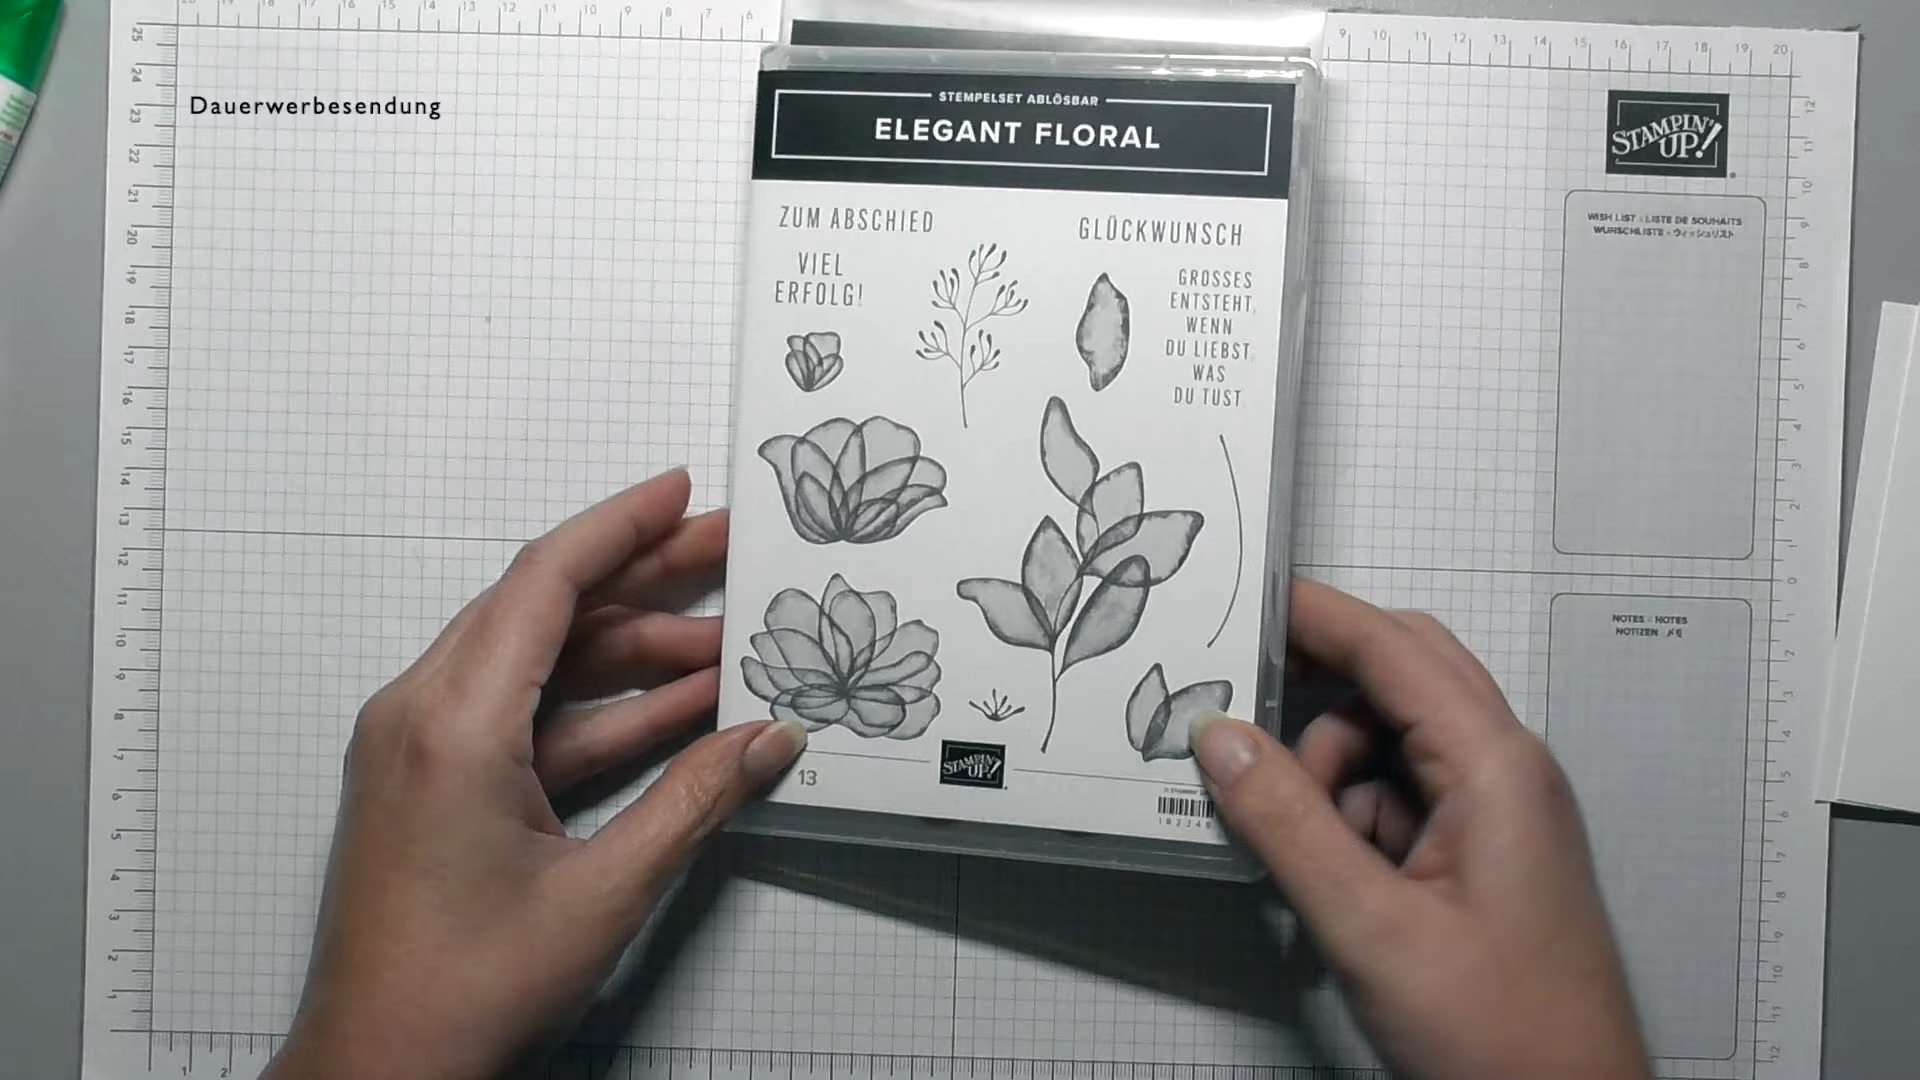 Dauerwerbesendung
STEMPELSET ABLÖSBAR
ELEGANT FLORAL
ZUM ABSCHIED
VIEL
ERFOLG!
GLÜCKWUNSCH
GROSSES
ENTSTEHT,
WENN
DU LIEBST,
WAS
DU TUST
13
STAMPIN' UP!
STAMPIN' UP!
WISH LIST • LISTE DE SOUHAITS
WUNSCHLISTE • ウィッシュリスト
NOTES • NOTES
NOTIZEN メモ